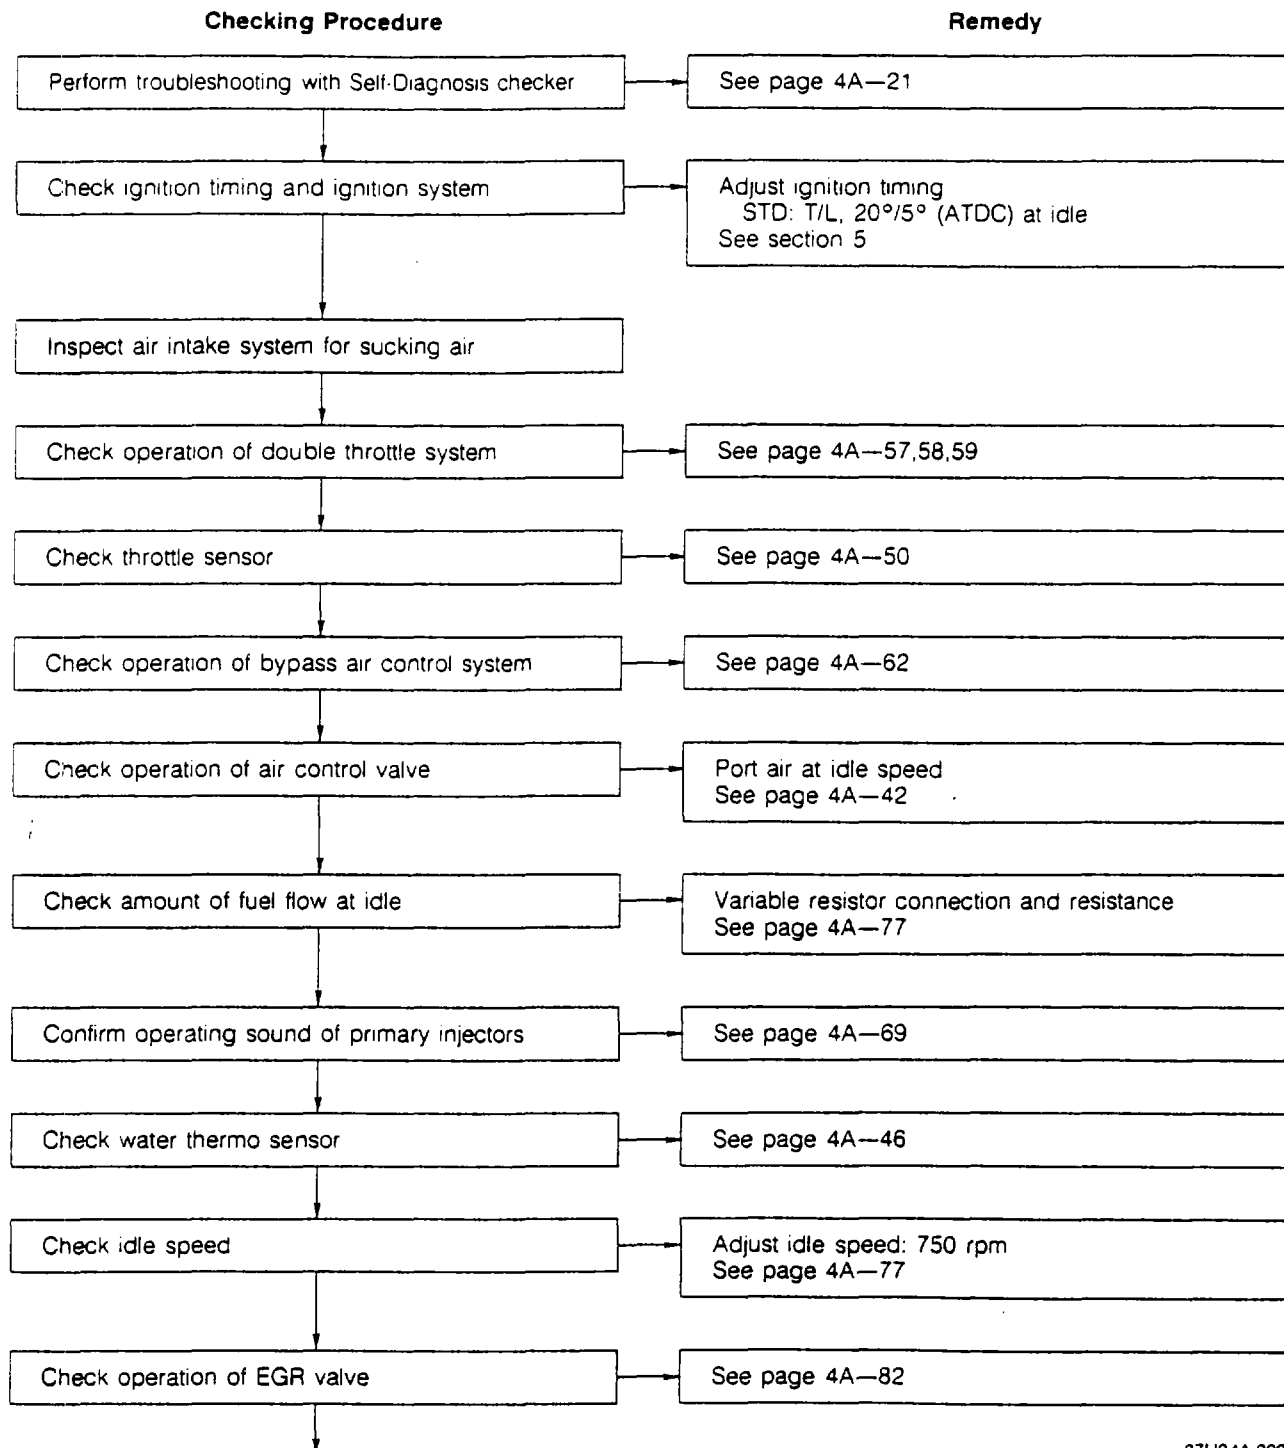 Checking Procedure
Remedy
Perform troubleshooting with Self-Diagnosis checker
See page 4A—21
Check ignition timing and ignition system
Adjust ignition timing
STD: T/L, 20°/5° (ATDC) at idle
See section 5
Inspect air intake system for sucking air
Check operation of double throttle system
See page 4A—57,58,59
Check throttle sensor
See page 4A—50
Check operation of bypass air control system
See page 4A—62
Check operation of air control valve
Port air at idle speed
See page 4A—42
Check amount of fuel flow at idle
Variable resistor connection and resistance
See page 4A—77
Confirm operating sound of primary injectors
See page 4A—69
Check water thermo sensor
See page 4A—46
Check idle speed
Adjust idle speed: 750 rpm
See page 4A—77
Check operation of EGR valve
See page 4A—82